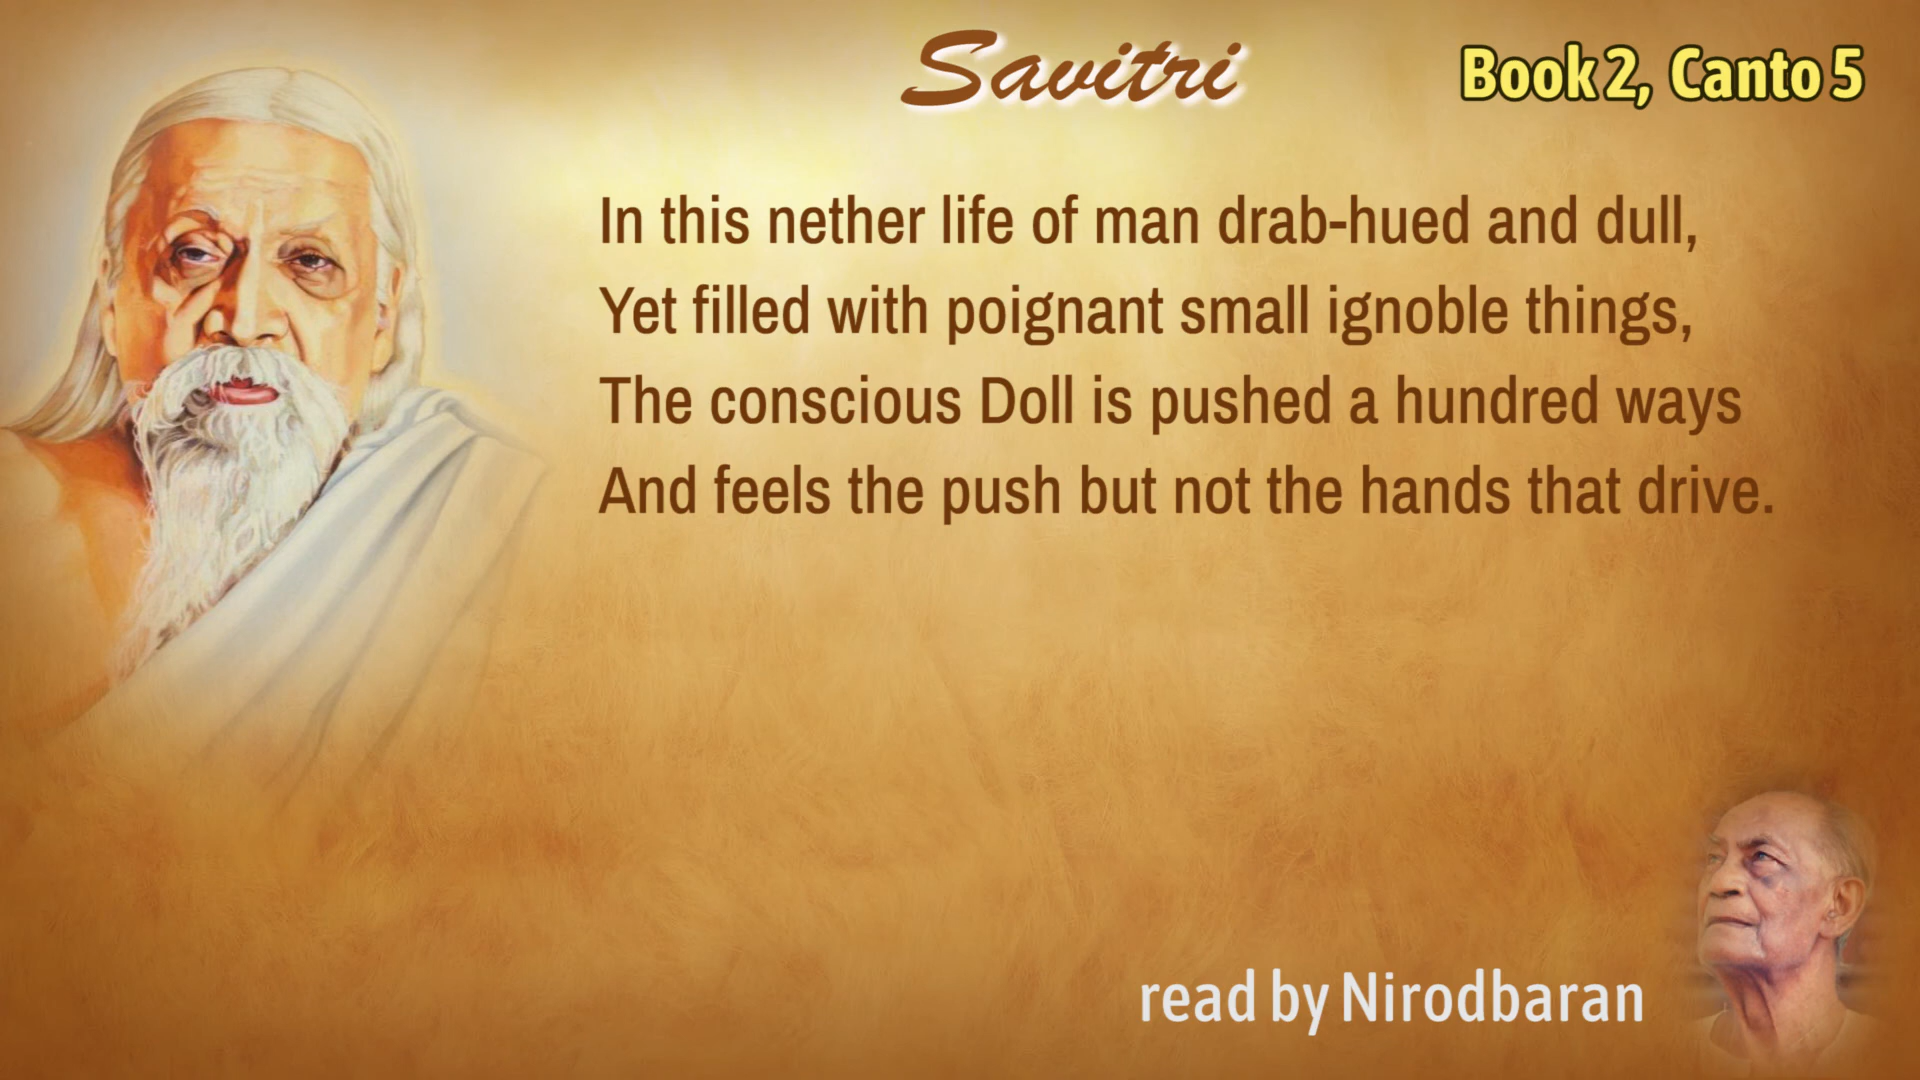 Savitri
Book 2, Canto 5
In this nether life of man drab-hued and dull,
Yet filled with poignant small ignoble things,
The conscious Doll is pushed a hundred ways
And feels the push but not the hands that drive.
read by Nirodbaran